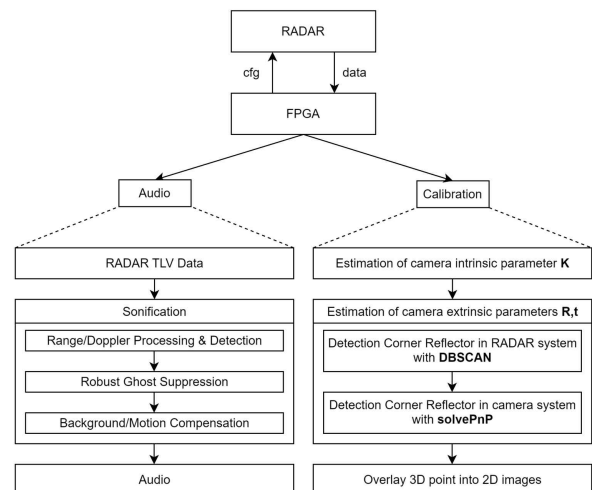 RADAR
cfg
data
FPGA
Audio
Calibration
RADAR TLV Data
Estimation of camera intrinsic parameter K
Sonification
Estimation of camera extrinsic parameters R,t
Range/Doppler Processing & Detection
Detection Corner Reflector in RADAR system
with DBSCAN
Robust Ghost Suppression
Background/Motion Compensation
Detection Corner Reflector in camera system
with solvePnP
Audio
Overlay 3D point into 2D images